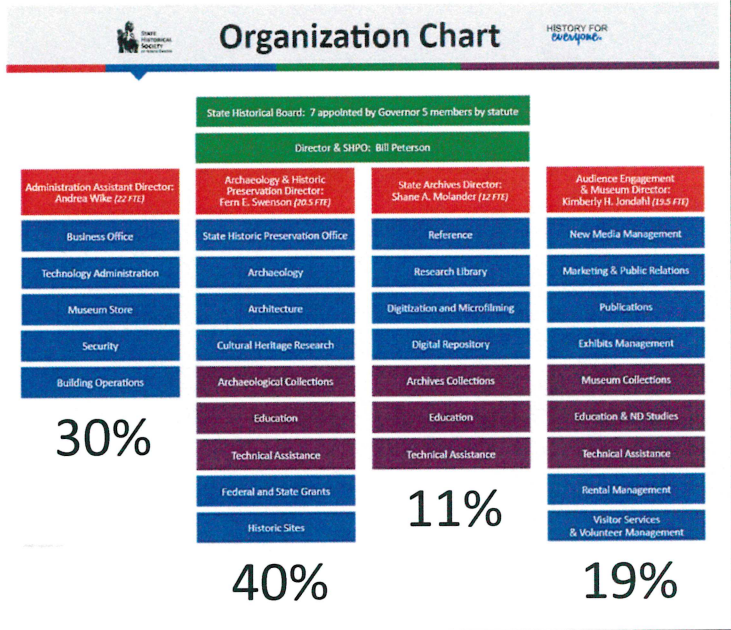 STATE
HISTORICAL
SOCIETY
Organization Chart
HISTORY FOR
everyone.
State Historical Board: 7 appointed by Governor 5 members by statute
Director & SHPO: Bill Peterson
Administration Assistant Director:
Andrea Wike (22 FTE)
Business Office
Technology Administration
Museum Store
Security
Building Operations
30%
Archaeology & Historic
Preservation Director:
Fern E. Swenson (20.5 FTE)
State Historic Preservation Office
Archaeology
Architecture
Cultural Heritage Research
Archaeological Collections
Education
Technical Assistance
Federal and State Grants
Historic Sites
40%
State Archives Director:
Shane A. Molander (12 FTE)
Reference
Research Library
Digitization and Microfilming
Digital Repository
Archives Collections
Education
Technical Assistance
11%
Audience Engagement
& Museum Director:
Kimberly H. Jondahl (19.5 FTE)
New Media Management
Marketing & Public Relations
Publications
Exhibits Management
Museum Collections
Education & ND Studies
Technical Assistance
Rental Management
Visitor Services
& Volunteer Management
19%